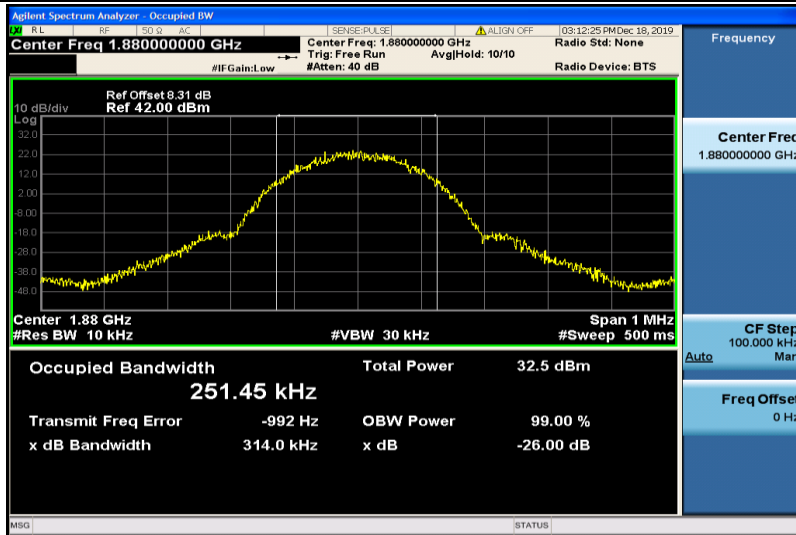 Agilent Spectrum Analyzer - Occupied BW
LXI RL RF 50 Ω AC SENSE:PULSE ALIGN OFF 03:12:25 PM Dec 18, 2019
Center Freq 1.880000000 GHz Center Freq: 1.880000000 GHz Radio Std: None
Trig: Free Run Avg|Hold: 10/10
#IFGain:Low #Atten: 40 dB Radio Device: BTS
Ref Offset 8.31 dB
10 dB/div Ref 42.00 dBm
Log
32.0
22.0
12.0
2.00
-8.00
-18.0
-28.0
-38.0
-48.0
Center 1.88 GHz Span 1 MHz
#Res BW 10 kHz #VBW 30 kHz #Sweep 500 ms
Occupied Bandwidth Total Power 32.5 dBm
251.45 kHz
Transmit Freq Error -992 Hz OBW Power 99.00 %
x dB Bandwidth 314.0 kHz x dB -26.00 dB
MSG STATUS
Frequency
Center Freq
1.880000000 GHz
CF Step
100.000 kHz
Auto Man
Freq Offset
0 Hz